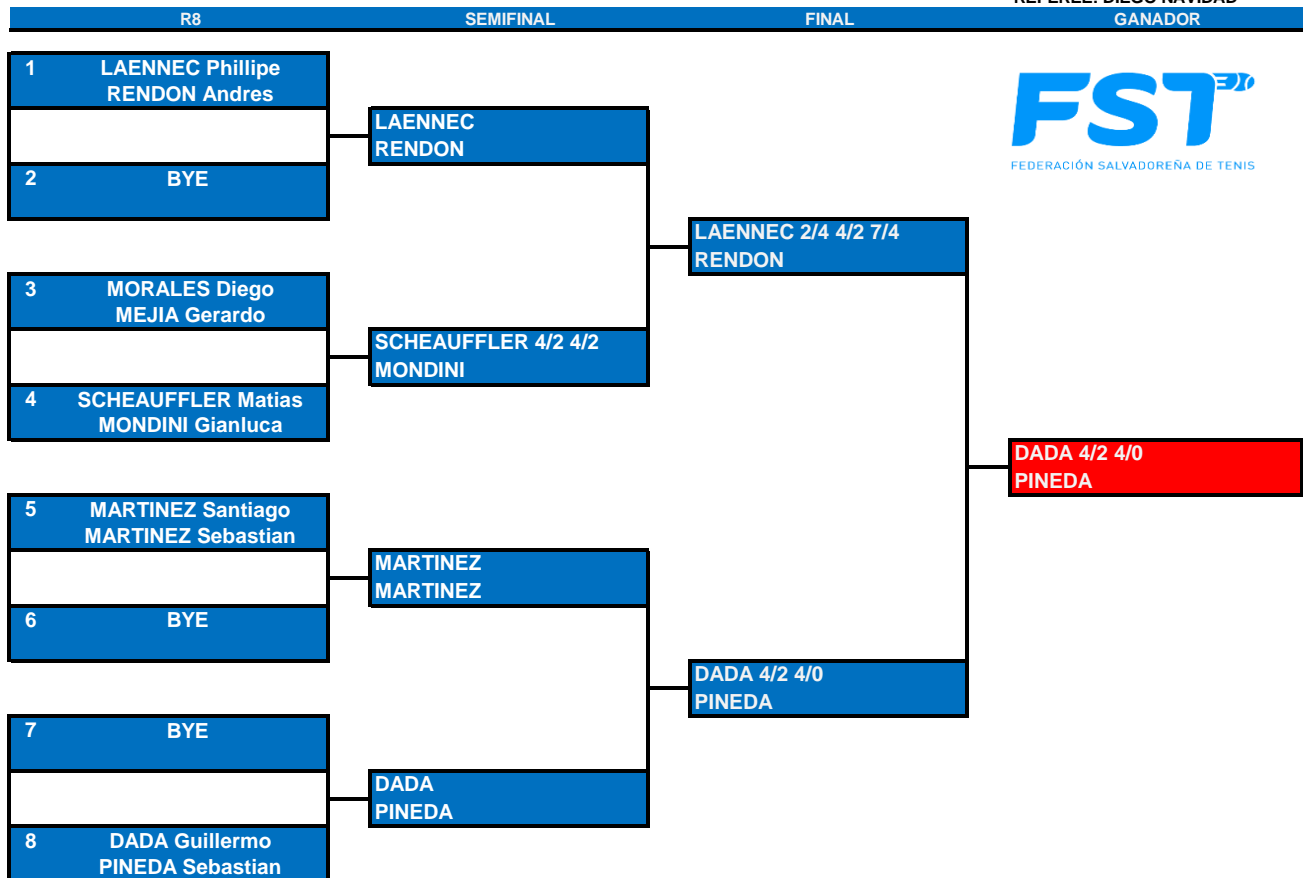 REFEREE: DIEGO NAVIDAD
R8 SEMIFINAL FINAL GANADOR
1 LAENNEC Phillipe
RENDON Andres
LAENNEC
RENDON
2 BYE
FST
FEDERACIÓN SALVADOREÑA DE TENIS
LAENNEC 2/4 4/2 7/4
RENDON
3 MORALES Diego
MEJIA Gerardo
SCHEAUFFLER 4/2 4/2
MONDINI
4 SCHEAUFFLER Matias
MONDINI Gianluca
DADA 4/2 4/0
PINEDA
5 MARTINEZ Santiago
MARTINEZ Sebastian
MARTINEZ
MARTINEZ
6 BYE
DADA 4/2 4/0
PINEDA
7 BYE
DADA
PINEDA
8 DADA Guillermo
PINEDA Sebastian